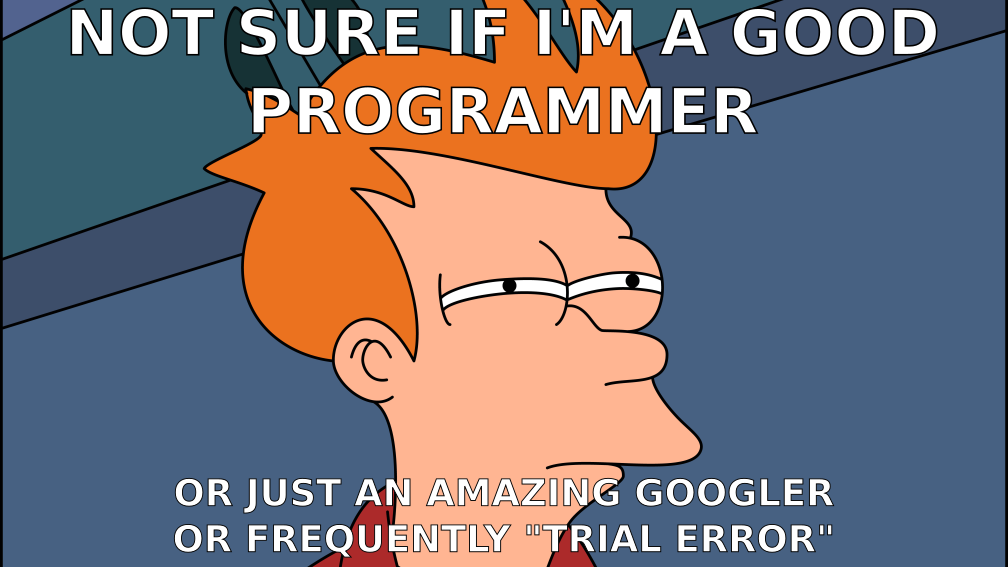 NOT SURE IF I'M A GOOD
PROGRAMMER
OR JUST AN AMAZING GOOGLER
OR FREQUENTLY "TRIAL ERROR"